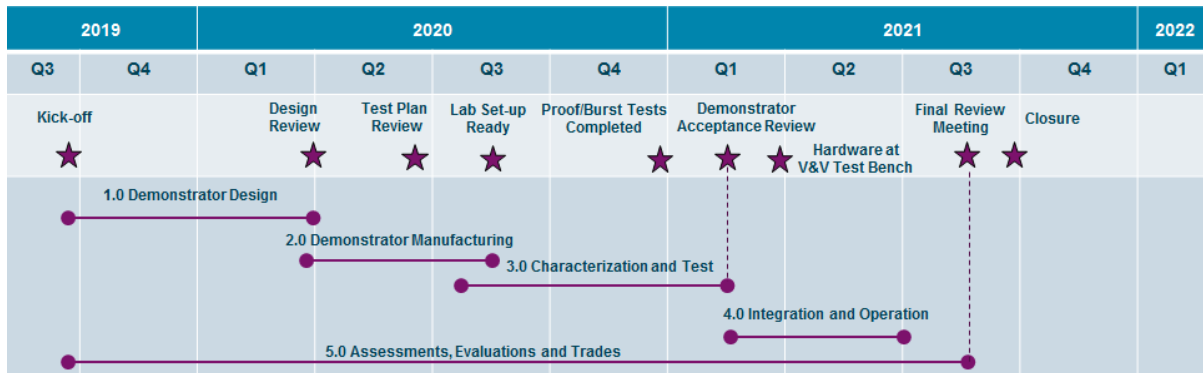 2019 2020 2021 2022
Q3 Q4 Q1 Q2 Q3 Q4 Q1 Q2 Q3 Q4 Q1
Kick-off
Design
Review
Test Plan
Review
Lab Set-up
Ready
Proof/Burst Tests
Completed
Demonstrator
Acceptance Review
Hardware at
V&V Test Bench
Final Review
Meeting
Closure
1.0 Demonstrator Design
2.0 Demonstrator Manufacturing
3.0 Characterization and Test
4.0 Integration and Operation
5.0 Assessments, Evaluations and Trades